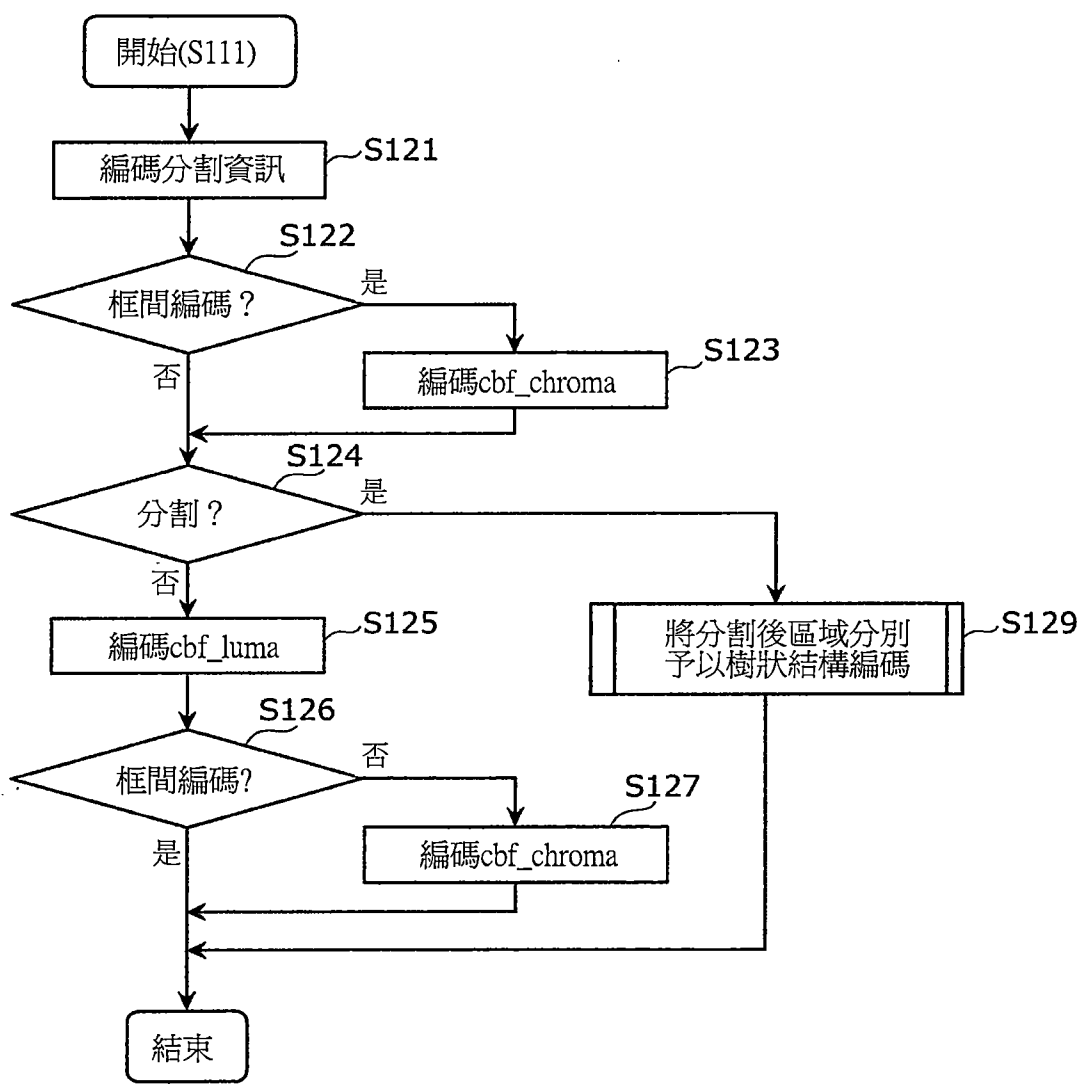 開始(S111)
編碼分割資訊
S121
S122
框間編碼？
是
否
S123
編碼cbf_chroma
S124
分割？
是
否
編碼cbf_luma
S125
將分割後區域分別
予以樹狀結構編碼
S129
S126
框間編碼?
否
是
S127
編碼cbf_chroma
結束